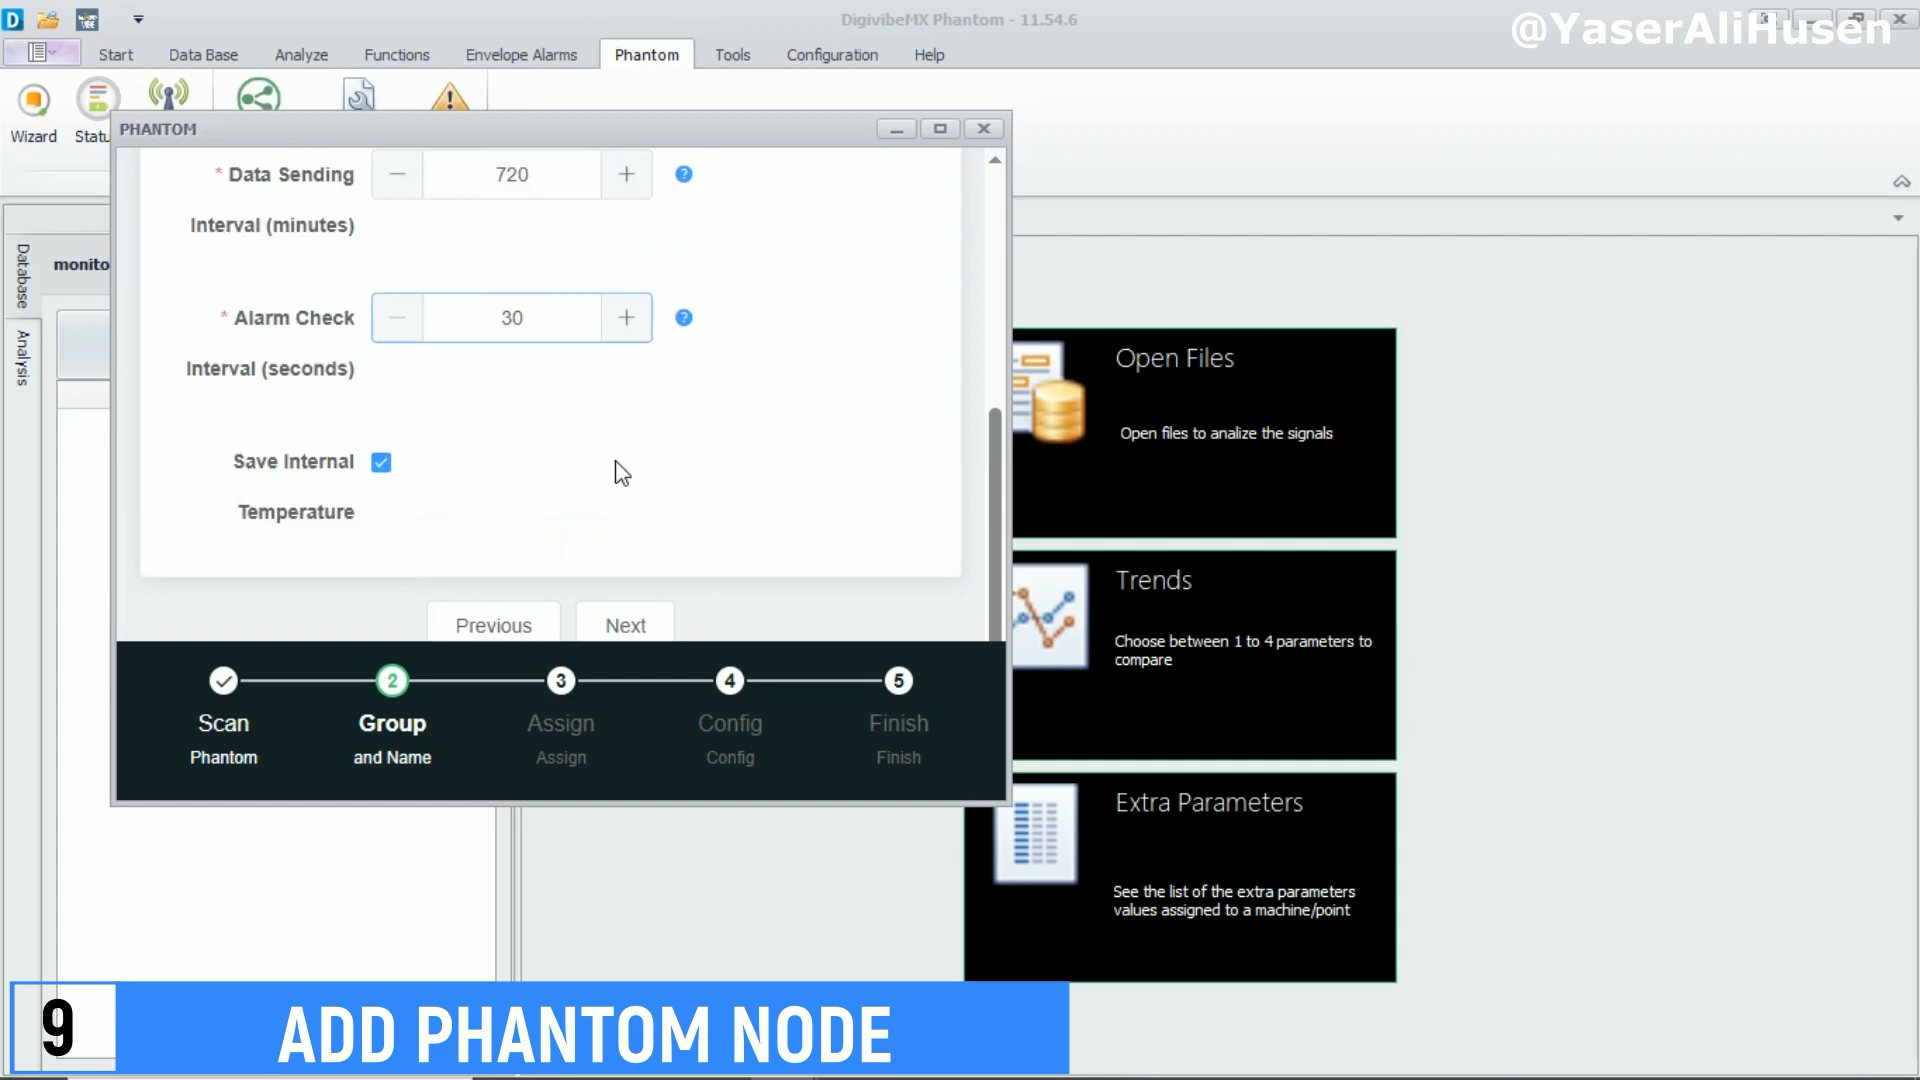 D
DigivibeMX Phantom - 11.54.6
@YaserAliHusen
Start Data Base Analyze Functions Envelope Alarms Phantom Tools Configuration Help
Wizard Statu
PHANTOM
* Data Sending 720 ?
Interval (minutes)
Database
monito
* Alarm Check 30 ?
Interval (seconds)
Analysis
Save Internal
Temperature
Previous Next
2 3 4 5
Scan Group Assign Config Finish
Phantom and Name Assign Config Finish
Open Files
Open files to analize the signals
Trends
Choose between 1 to 4 parameters to
compare
Extra Parameters
See the list of the extra parameters
values assigned to a machine/point
9 ADD PHANTOM NODE